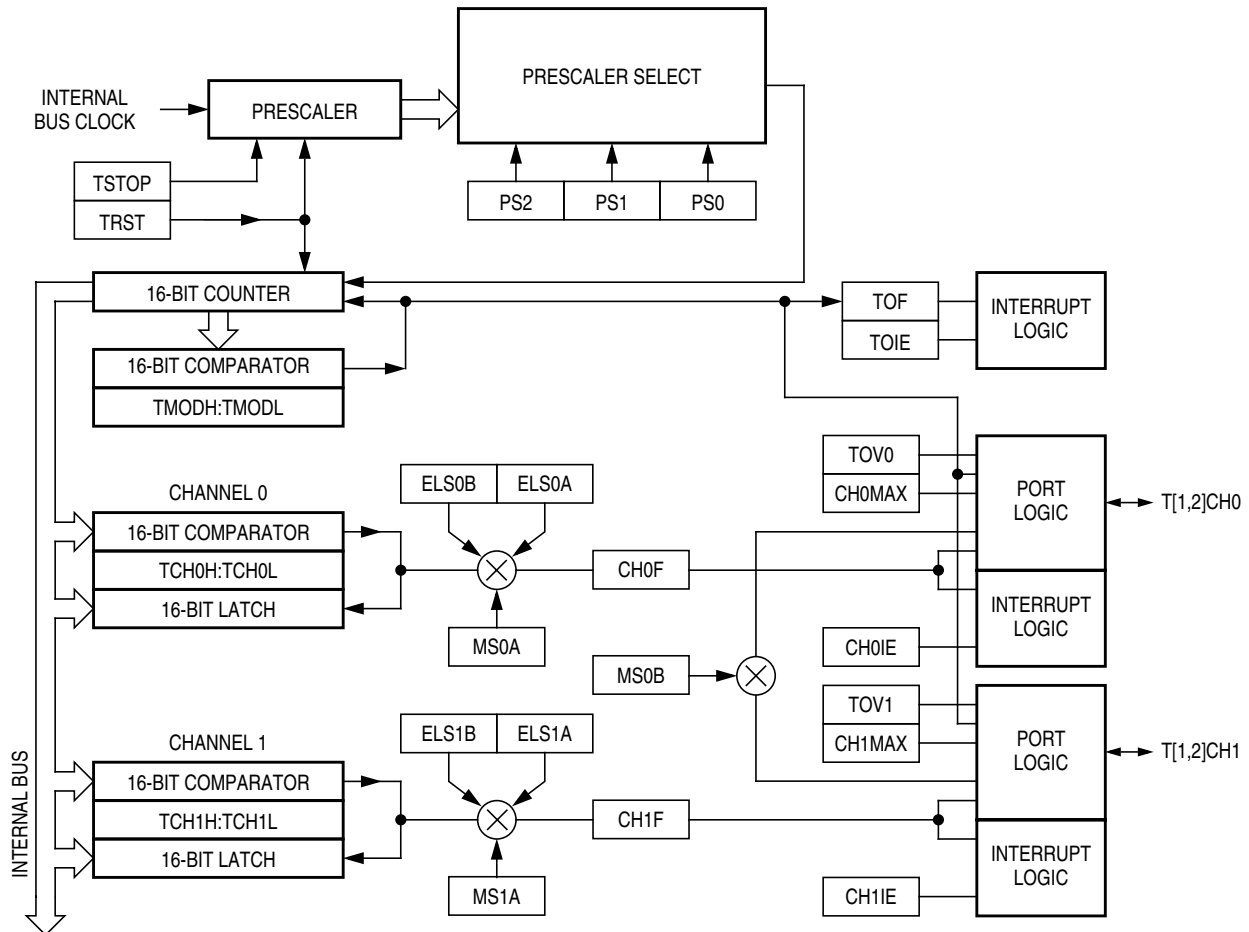 PRESCALER SELECT
INTERNAL
BUS CLOCK
PRESCALER
TSTOP
TRST
PS2 PS1 PS0
16-BIT COUNTER
TOF
TOIE
INTERRUPT
LOGIC
16-BIT COMPARATOR
TMODH:TMODL
CHANNEL 0
ELS0B ELS0A
TOV0
CH0MAX
PORT
LOGIC
T[1,2]CH0
16-BIT COMPARATOR
TCH0H:TCH0L
16-BIT LATCH
CH0F
MS0A
INTERRUPT
LOGIC
CH0IE
MS0B
CHANNEL 1
ELS1B ELS1A
TOV1
CH1MAX
PORT
LOGIC
T[1,2]CH1
16-BIT COMPARATOR
TCH1H:TCH1L
16-BIT LATCH
CH1F
MS1A
INTERRUPT
LOGIC
CH1IE
INTERNAL BUS